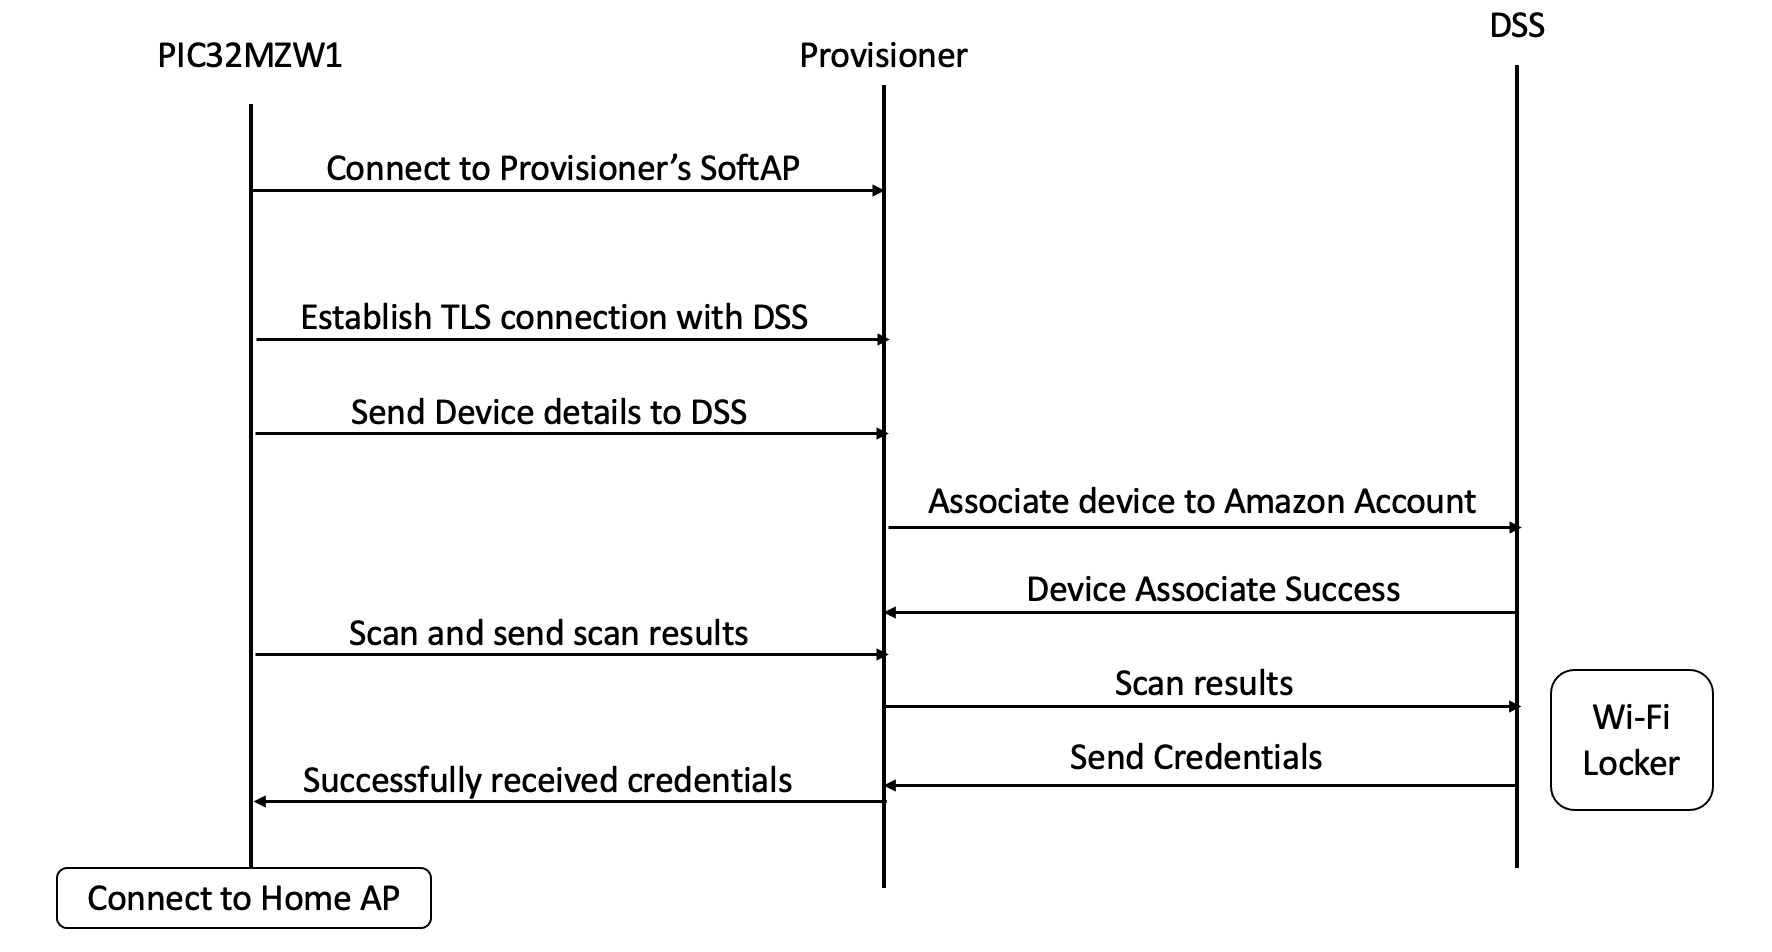 DSS
PIC32MZW1
Provisioner
Connect to Provisioner’s SoftAP
Establish TLS connection with DSS
Send Device details to DSS
Associate device to Amazon Account
Device Associate Success
Scan and send scan results
Scan results
Wi-Fi
Locker
Send Credentials
Successfully received credentials
Connect to Home AP